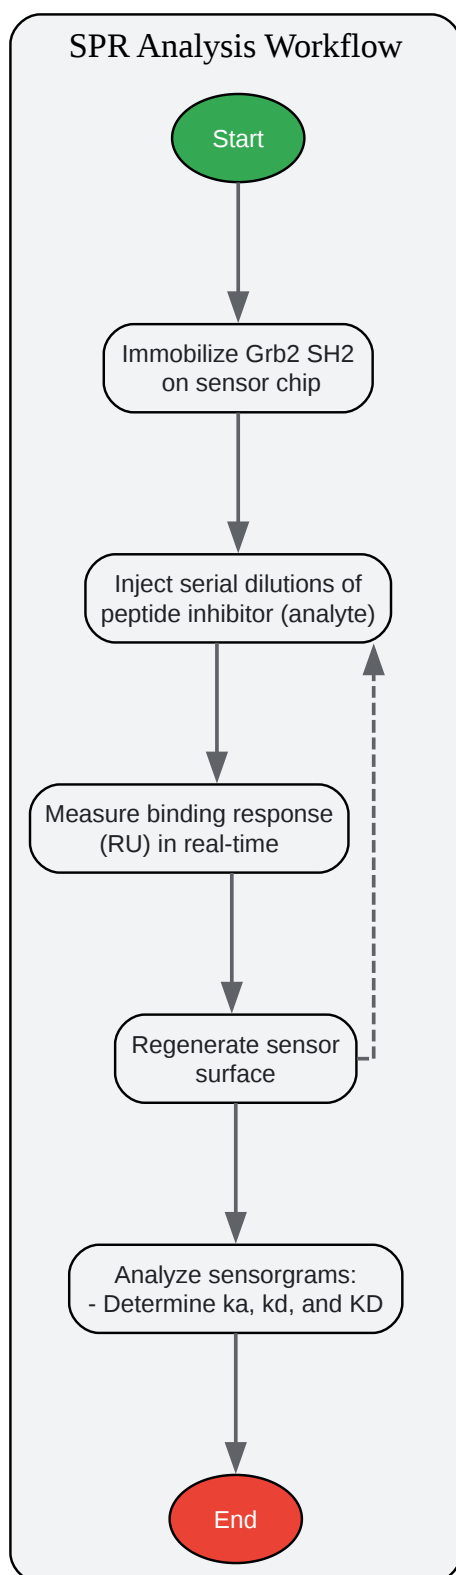 SPR Analysis Workflow
Start
Immobilize Grb2 SH2
on sensor chip
Inject serial dilutions of
peptide inhibitor (analyte)
Measure binding response
(RU) in real-time
Regenerate sensor
surface
Analyze sensorgrams:
- Determine ka, kd, and KD
End